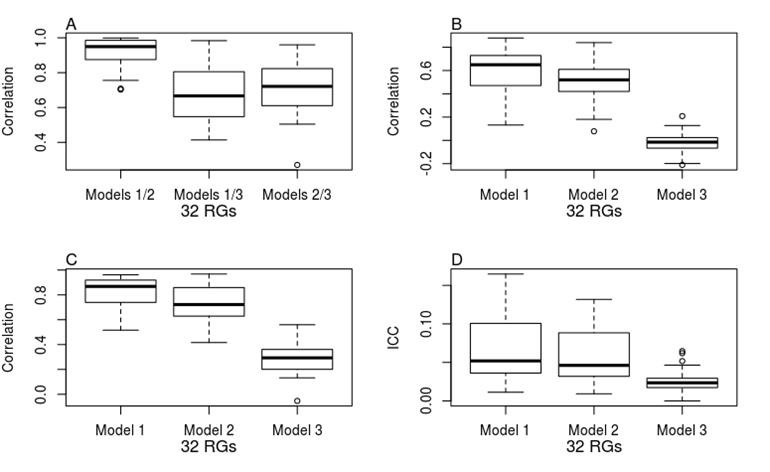 A
Correlation
1.0
0.8
0.6
0.4
Models 1/2 Models 1/3 Models 2/3
32 RGs
B
Correlation
0.6
0.2
-0.2
Model 1 Model 2 Model 3
32 RGs
C
Correlation
0.8
0.4
0.0
Model 1 Model 2 Model 3
32 RGs
D
ICC
0.10
0.00
Model 1 Model 2 Model 3
32 RGs